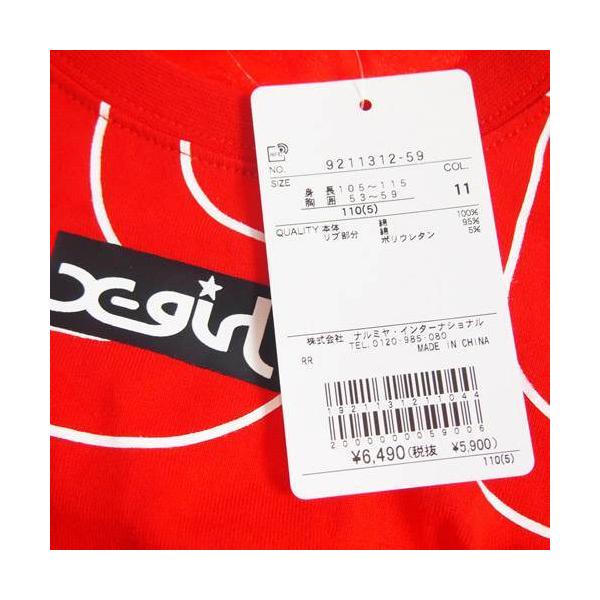 NO. 9211312-59
SIZE COL.
身長 105～115
胸囲 53～59
11
110(5)
QUALITY 本体 綿 100%
リブ部分 綿 95%
ポリウレタン 5%
X-girl
株式会社 ナルミヤ・インターナショナル
TEL.0120-985-080
MADE IN CHINA
RR
1921131211044
2000000059006
¥6,490(税抜 ¥5,900)
110(5)